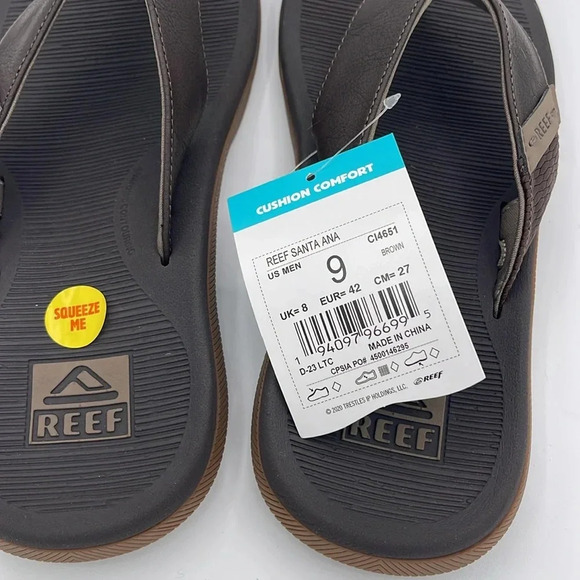 REEF
CUSHION COMFORT
REEF SANTA ANA CI4651
US MEN 9 BROWN
UK= 8 EUR= 42 CM= 27
1 94097 96699 5
D-23 LTC MADE IN CHINA
CPSIA PO# 4500146295
© 2020 TRESTLES IP HOLDINGS, LLC. REEF
SQUEEZE
ME
REEF
REEF